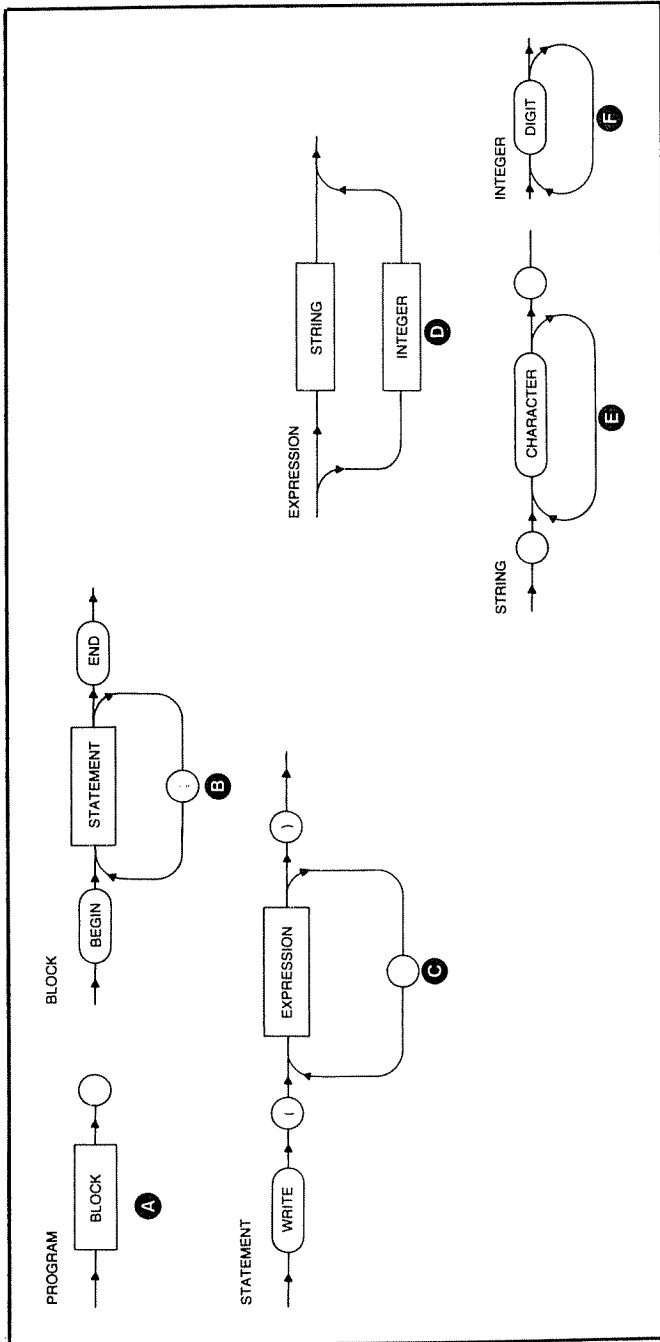 PROGRAM
BLOCK
A
BLOCK
BEGIN
STATEMENT
END
B
STATEMENT
WRITE
(
EXPRESSION
)
C
EXPRESSION
STRING
INTEGER
D
STRING
CHARACTER
E
INTEGER
DIGIT
F